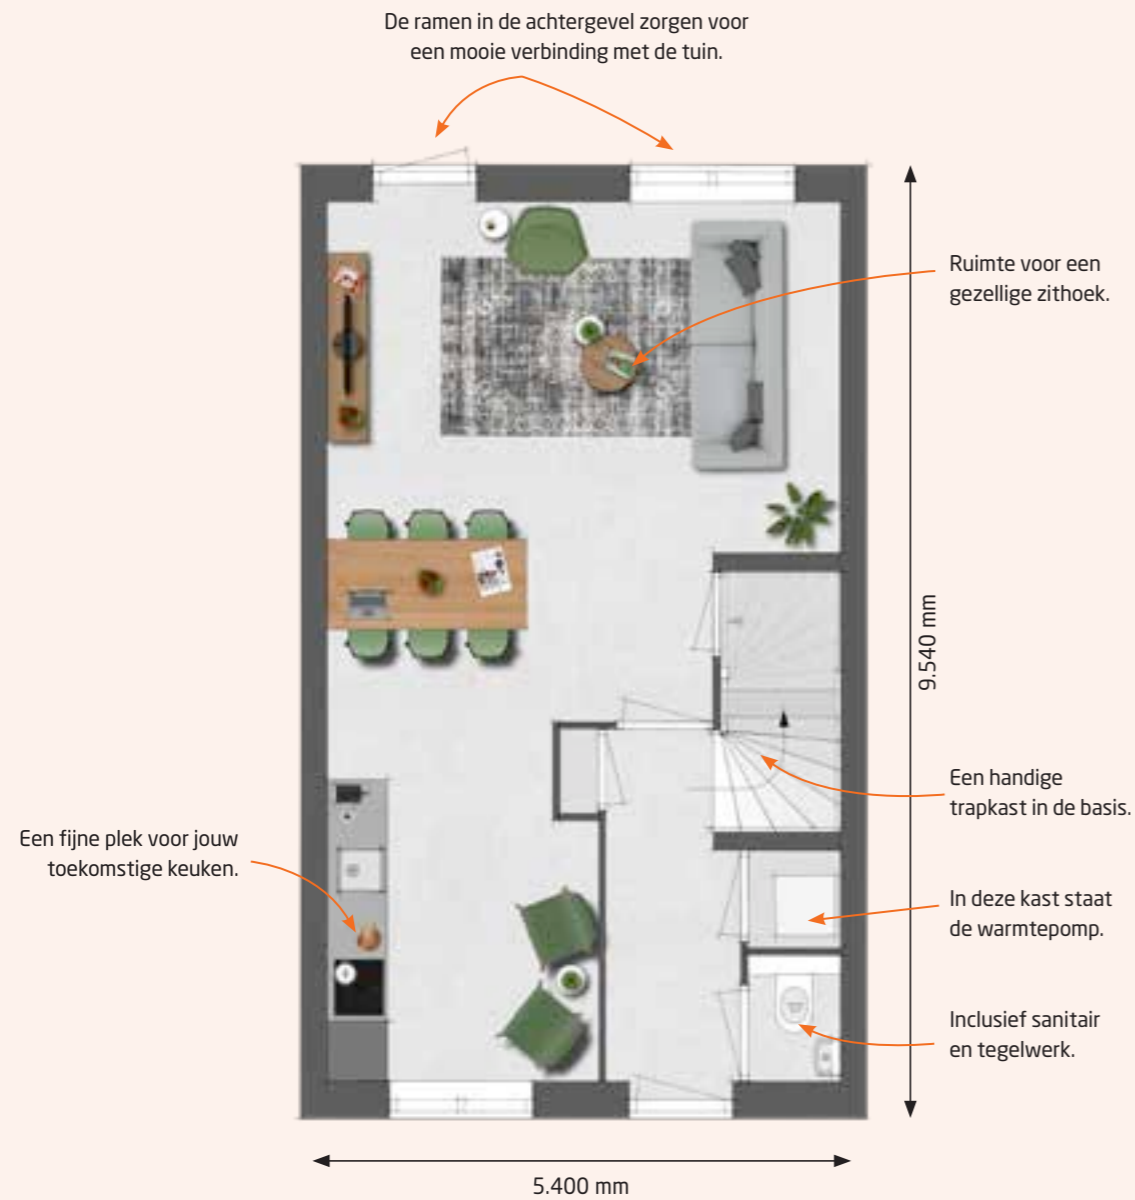 De ramen in de achtergevel zorgen voor
een mooie verbinding met de tuin.
Ruimte voor een
gezellige zithoek.
9.540 mm
Een handige
trapkast in de basis.
Een fijne plek voor jouw
toekomstige keuken.
In deze kast staat
de warmtepomp.
Inclusief sanitair
en tegelwerk.
5.400 mm